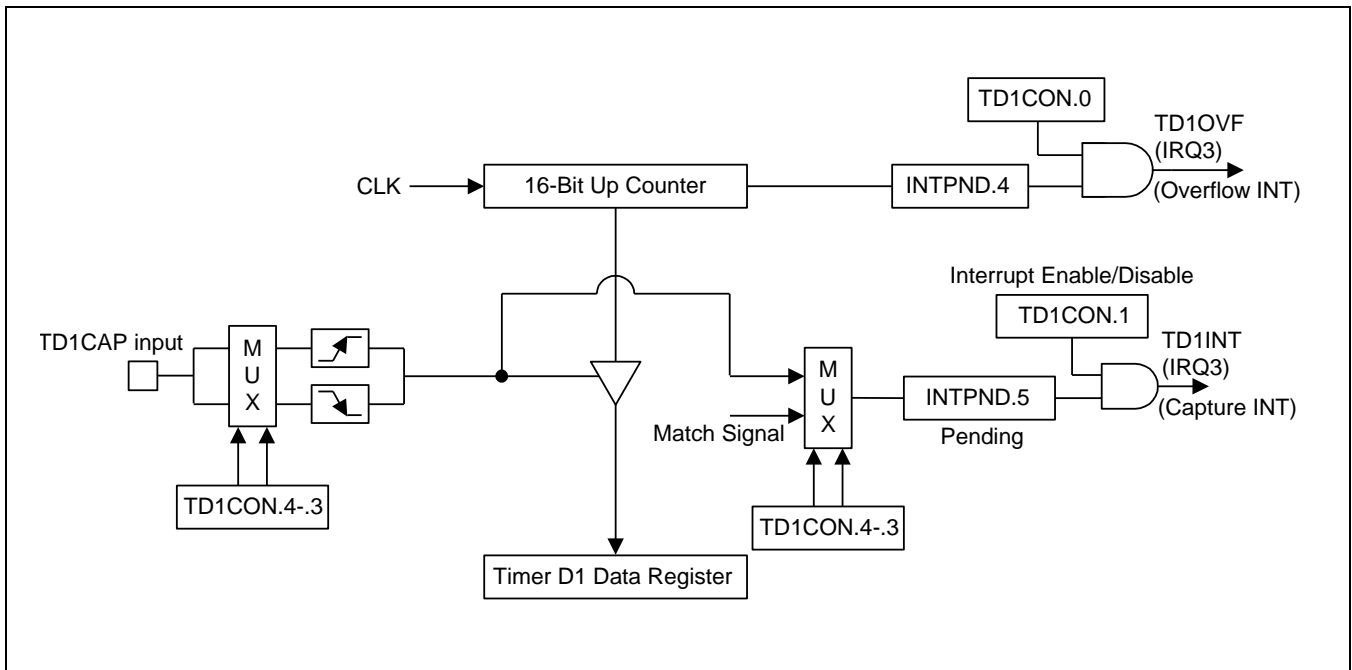 TD1CON.0
TD1OVF
(IRQ3)
(Overflow INT)
CLK
16-Bit Up Counter
INTPND.4
Interrupt Enable/Disable
TD1CON.1
TD1INT
(IRQ3)
(Capture INT)
TD1CAP input
M
U
X
M
U
X
INTPND.5
Pending
Match Signal
TD1CON.4-.3
TD1CON.4-.3
Timer D1 Data Register